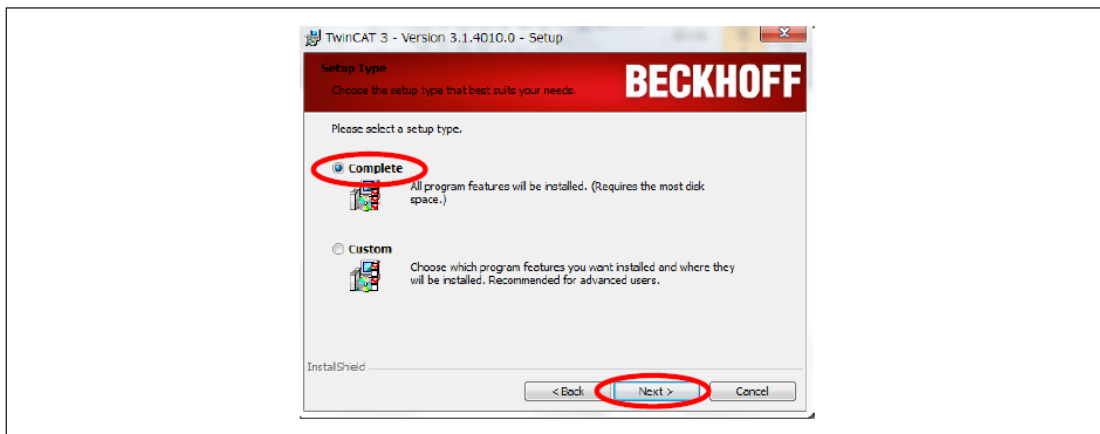 TwinCAT 3 - Version 3.1.4010.0 - Setup
Setup Type
Choose the setup type that best suits your needs.
BECKHOFF
Please select a setup type.
Complete
All program features will be installed. (Requires the most disk
space.)
Custom
Choose which program features you want installed and where they
will be installed. Recommended for advanced users.
InstallShield
< Back
Next >
Cancel